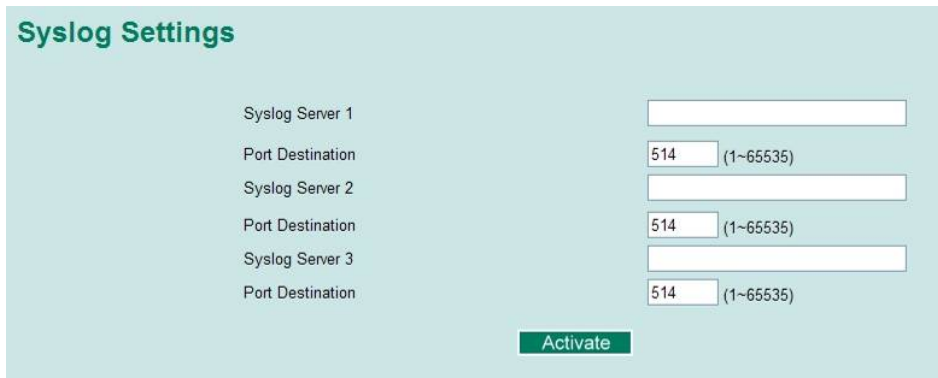 Syslog Settings
Syslog Server 1
Port Destination 514 (1~65535)
Syslog Server 2
Port Destination 514 (1~65535)
Syslog Server 3
Port Destination 514 (1~65535)
Activate